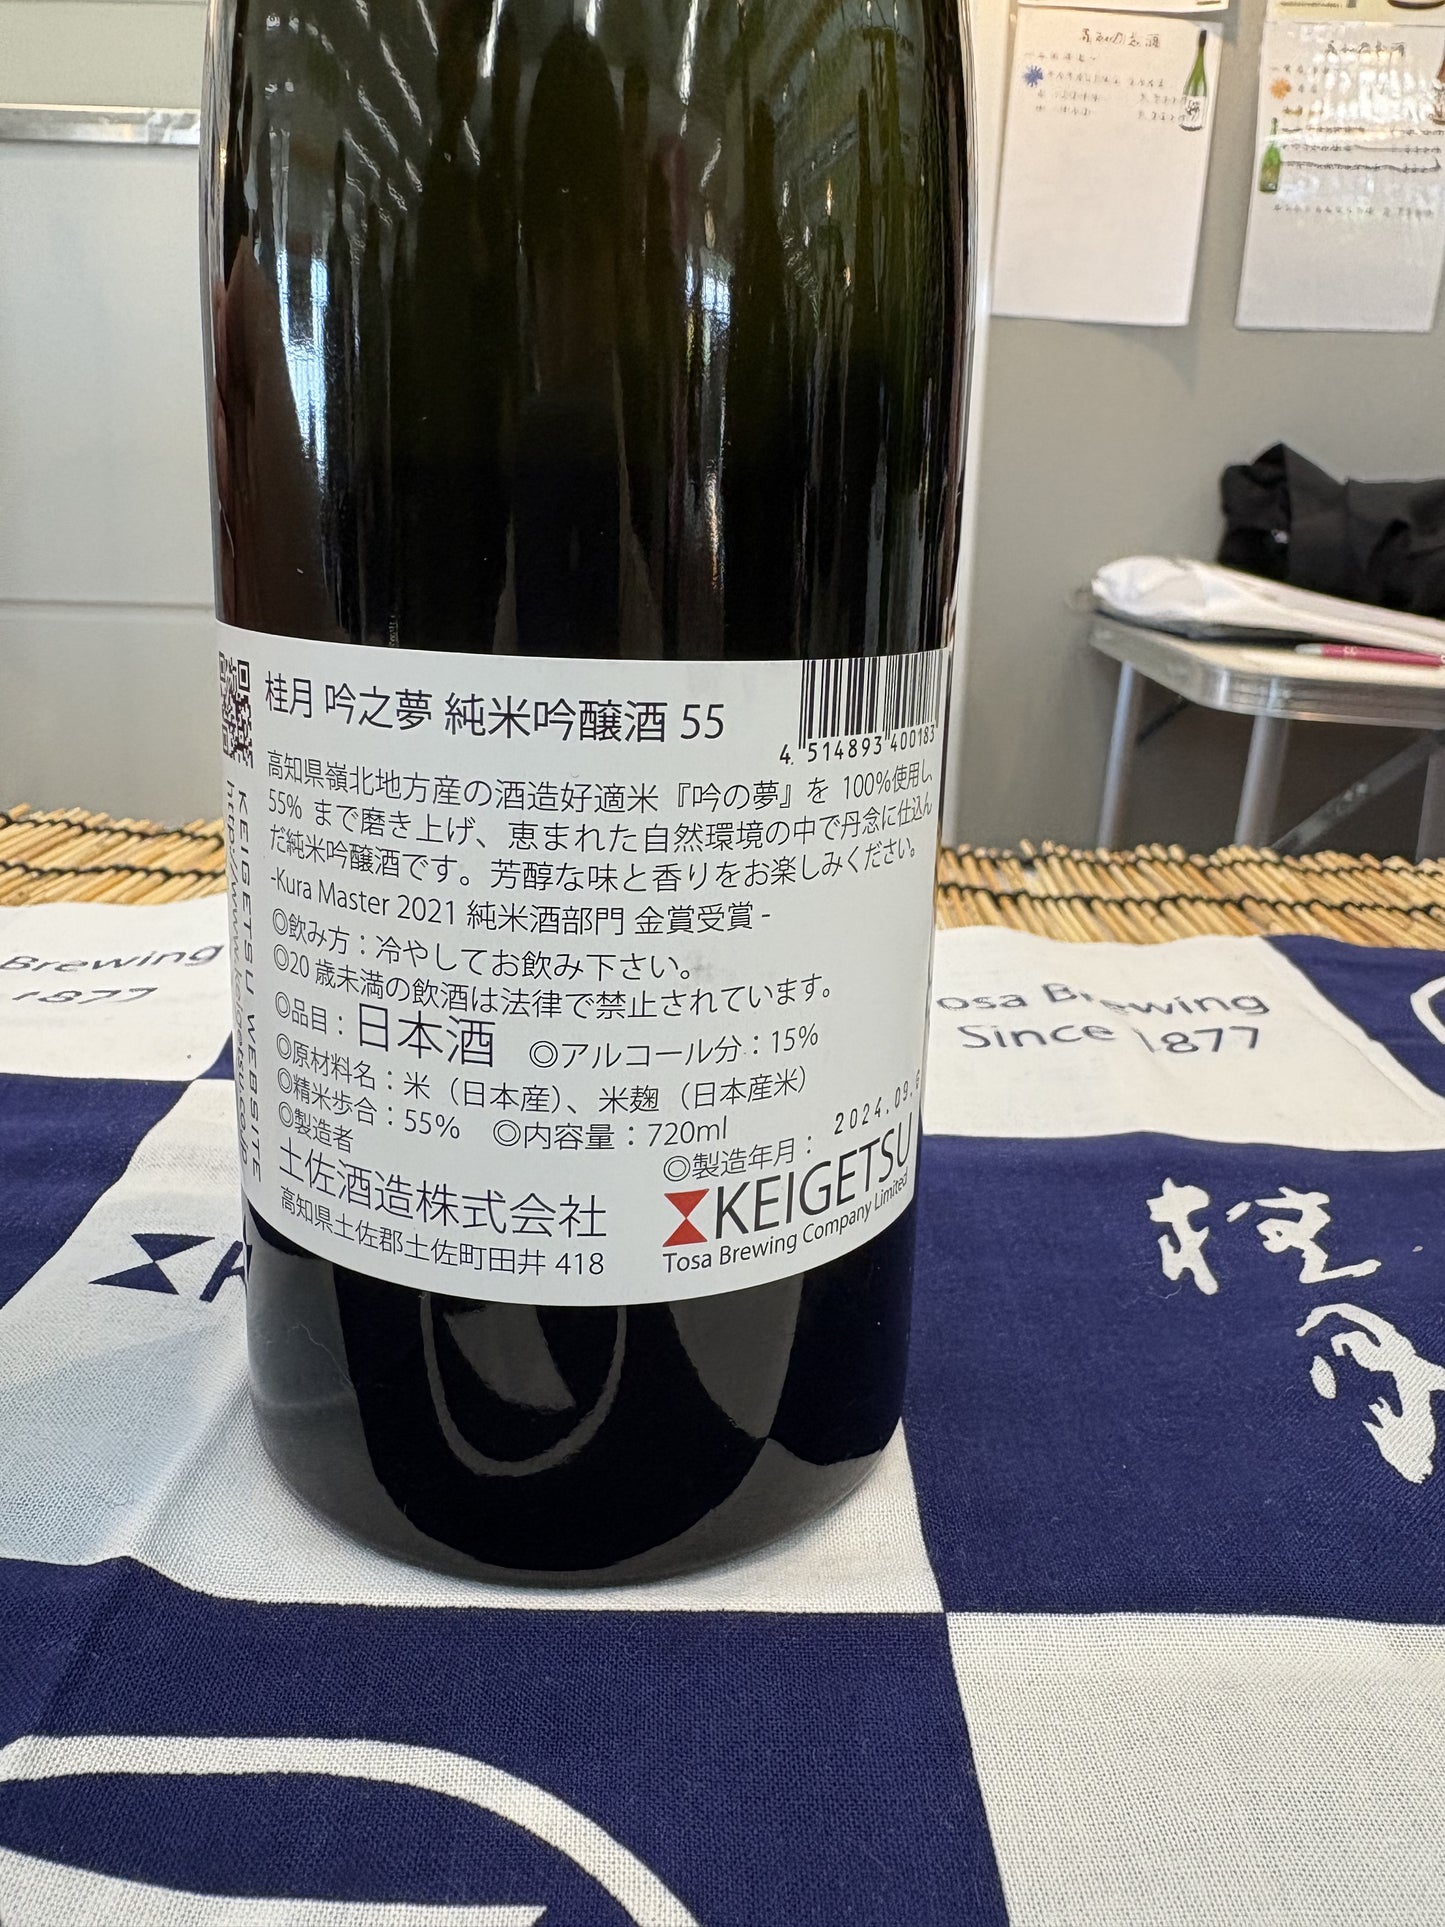 桂月 吟之夢 純米吟醸酒 55
4 514893 400183
高知県嶺北地方産の酒造好適米『吟の夢』を 100%使用し、
55% まで磨き上げ、恵まれた自然環境の中で丹念に仕込ん
だ純米吟醸酒です。芳醇な味と香りをお楽しみください。
-Kura Master 2021 純米酒部門 金賞受賞 -
◎飲み方：冷やしてお飲み下さい。
◎20 歳未満の飲酒は法律で禁止されています。
◎品目：日本酒 ◎アルコール分：15%
◎原材料名：米（日本産）、米麹（日本産米）
◎精米歩合：55% ◎内容量：720ml
◎製造者 ◎製造年月： 2024.09.
土佐酒造株式会社
高知県土佐郡土佐町田井 418
KEIGETSU
Tosa Brewing Company Limited
KEIGETSU WEBSITE
http://www.keigetsu.co.jp
Brewing
1877
Tosa Brewing
Since 1877
桂月